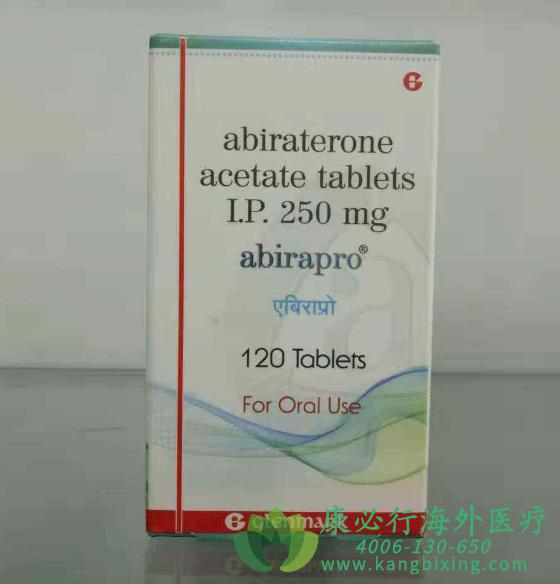 abiraterone
acetate tablets
I.P. 250 mg
abirapro®
एबिराप्रो
120 Tablets
For Oral Use
glenmark
康必行海外医疗
4006-130-650
www.kangbixing.com